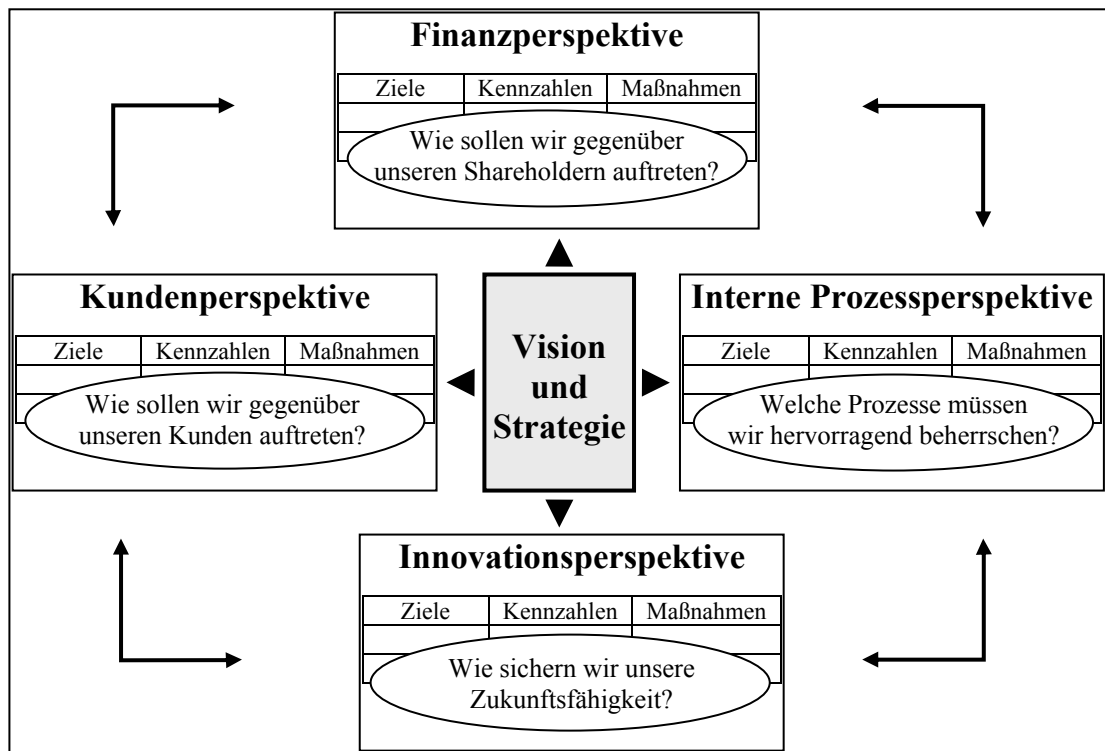 Finanzperspektive
Ziele Kennzahlen Maßnahmen
Wie sollen wir gegenüber
unseren Shareholdern auftreten?
Kundenperspektive
Ziele Kennzahlen Maßnahmen
Wie sollen wir gegenüber
unseren Kunden auftreten?
Vision
und
Strategie
Interne Prozessperspektive
Ziele Kennzahlen Maßnahmen
Welche Prozesse müssen
wir hervorragend beherrschen?
Innovationsperspektive
Ziele Kennzahlen Maßnahmen
Wie sichern wir unsere
Zukunftsfähigkeit?